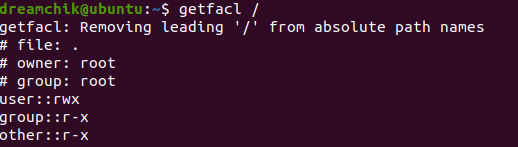 dreamchik@ubuntu:~$ getfacl /
getfacl: Removing leading '/' from absolute path names
# file: .
# owner: root
# group: root
user::rwx
group::r-x
other::r-x